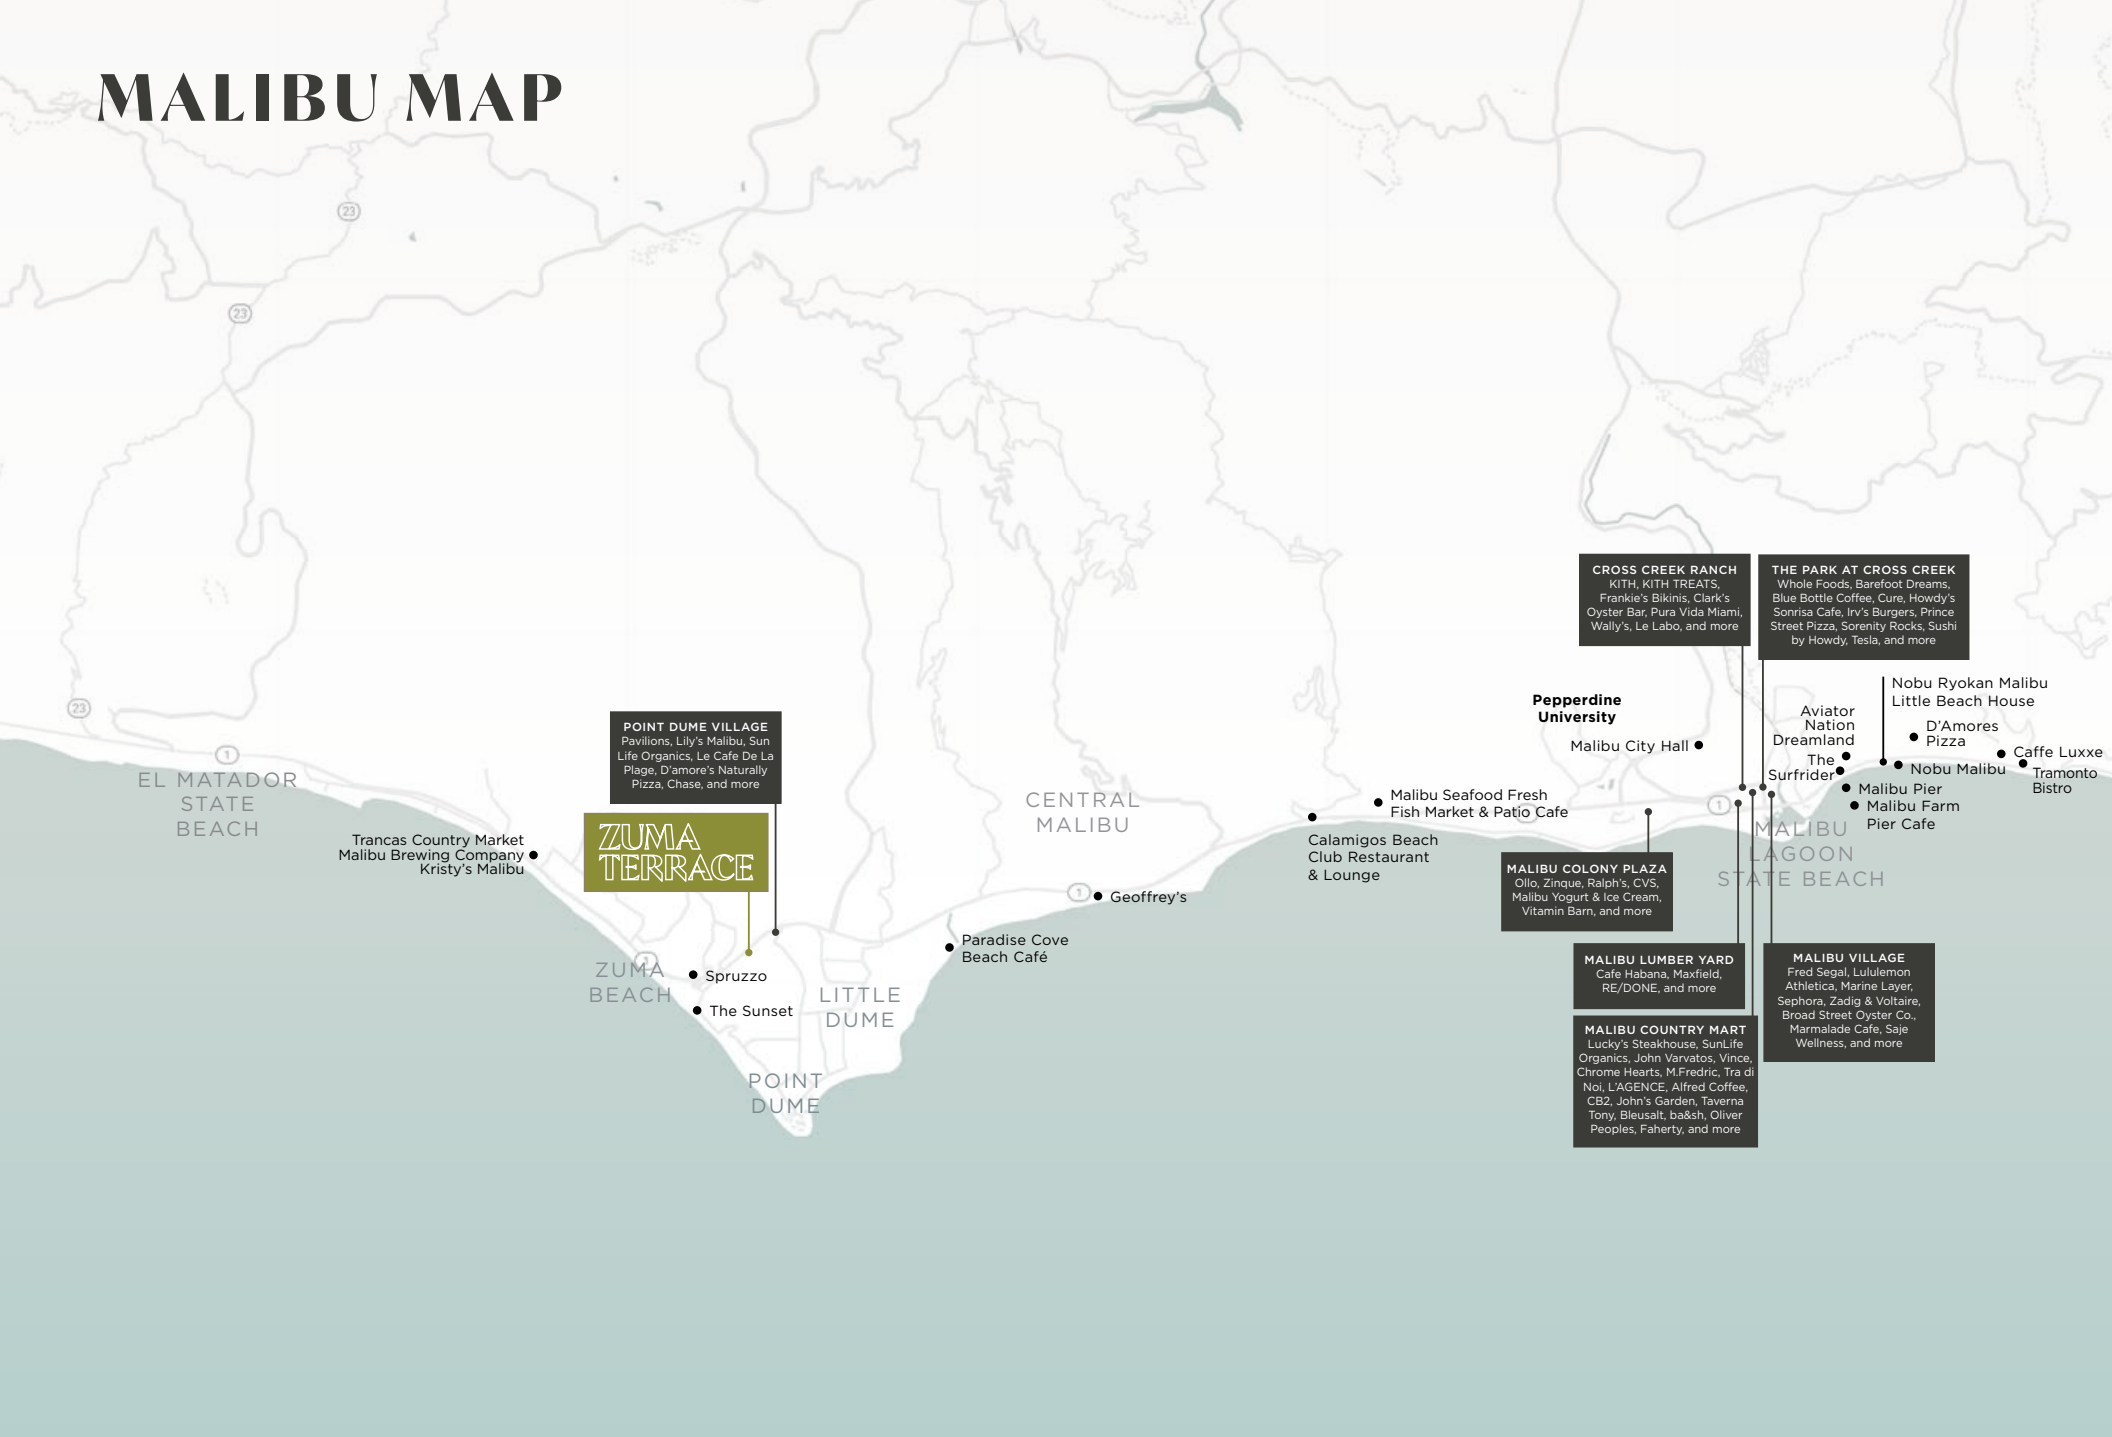 MALIBU MAP
23
23
23
1
EL MATADOR
STATE
BEACH
Trancas Country Market
Malibu Brewing Company
Kristy's Malibu
POINT DUME VILLAGE
Pavilions, Lily's Malibu, Sun
Life Organics, Le Cafe De La
Plage, D'amore's Naturally
Pizza, Chase, and more
ZUMA
TERRACE
1
ZUMA
BEACH
Spruzzo
The Sunset
LITTLE
DUME
POINT
DUME
Paradise Cove
Beach Café
CENTRAL
MALIBU
1
Geoffrey's
Calamigos Beach
Club Restaurant
& Lounge
Malibu Seafood Fresh
Fish Market & Patio Cafe
1
Pepperdine
University
Malibu City Hall
CROSS CREEK RANCH
KITH, KITH TREATS,
Frankie's Bikinis, Clark's
Oyster Bar, Pura Vida Miami,
Wally's, Le Labo, and more
THE PARK AT CROSS CREEK
Whole Foods, Barefoot Dreams,
Blue Bottle Coffee, Cure, Howdy's
Sonrisa Cafe, Irv's Burgers, Prince
Street Pizza, Sorenity Rocks, Sushi
by Howdy, Tesla, and more
Nobu Ryokan Malibu
Little Beach House
Aviator
Nation
Dreamland
D'Amores
Pizza
The
Surfrider
Nobu Malibu
Caffe Luxxe
Tramonto
Bistro
Malibu Pier
Malibu Farm
Pier Cafe
1
MALIBU
LAGOON
STATE BEACH
MALIBU COLONY PLAZA
Ollo, Zinque, Ralph's, CVS,
Malibu Yogurt & Ice Cream,
Vitamin Barn, and more
MALIBU LUMBER YARD
Cafe Habana, Maxfield,
RE/DONE, and more
MALIBU VILLAGE
Fred Segal, Lululemon
Athletica, Marine Layer,
Sephora, Zadig & Voltaire,
Broad Street Oyster Co.,
Marmalade Cafe, Saje
Wellness, and more
MALIBU COUNTRY MART
Lucky's Steakhouse, SunLife
Organics, John Varvatos, Vince,
Chrome Hearts, M.Fredric, Tra di
Noi, L'AGENCE, Alfred Coffee,
CB2, John's Garden, Taverna
Tony, Bleusalt, ba&sh, Oliver
Peoples, Faherty, and more